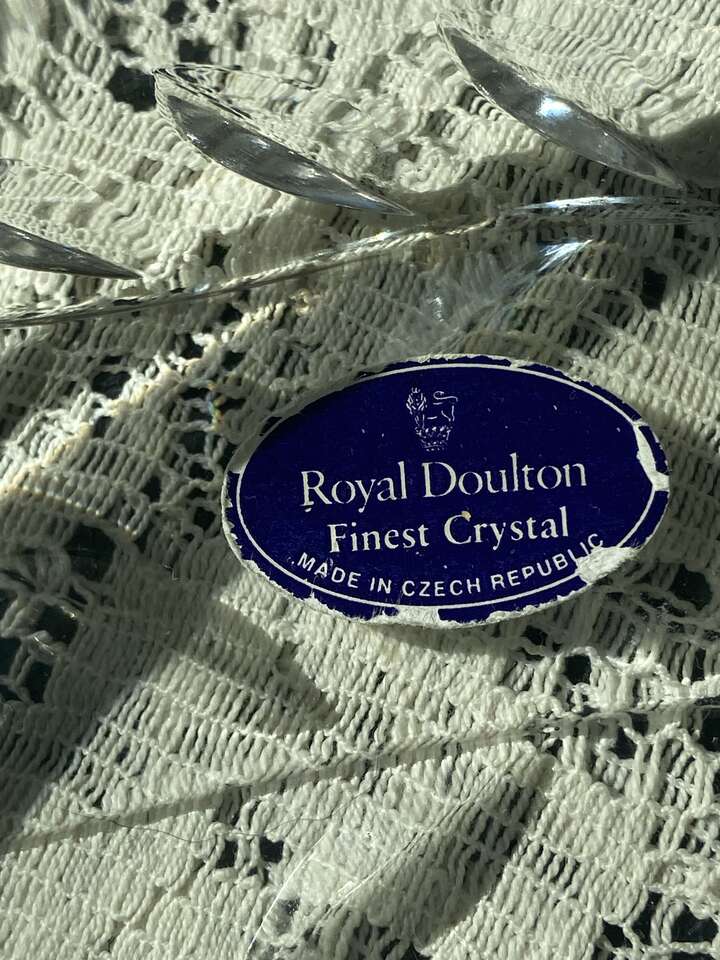 Royal Doulton
Finest Crystal
MADE IN CZECH REPUBLIC